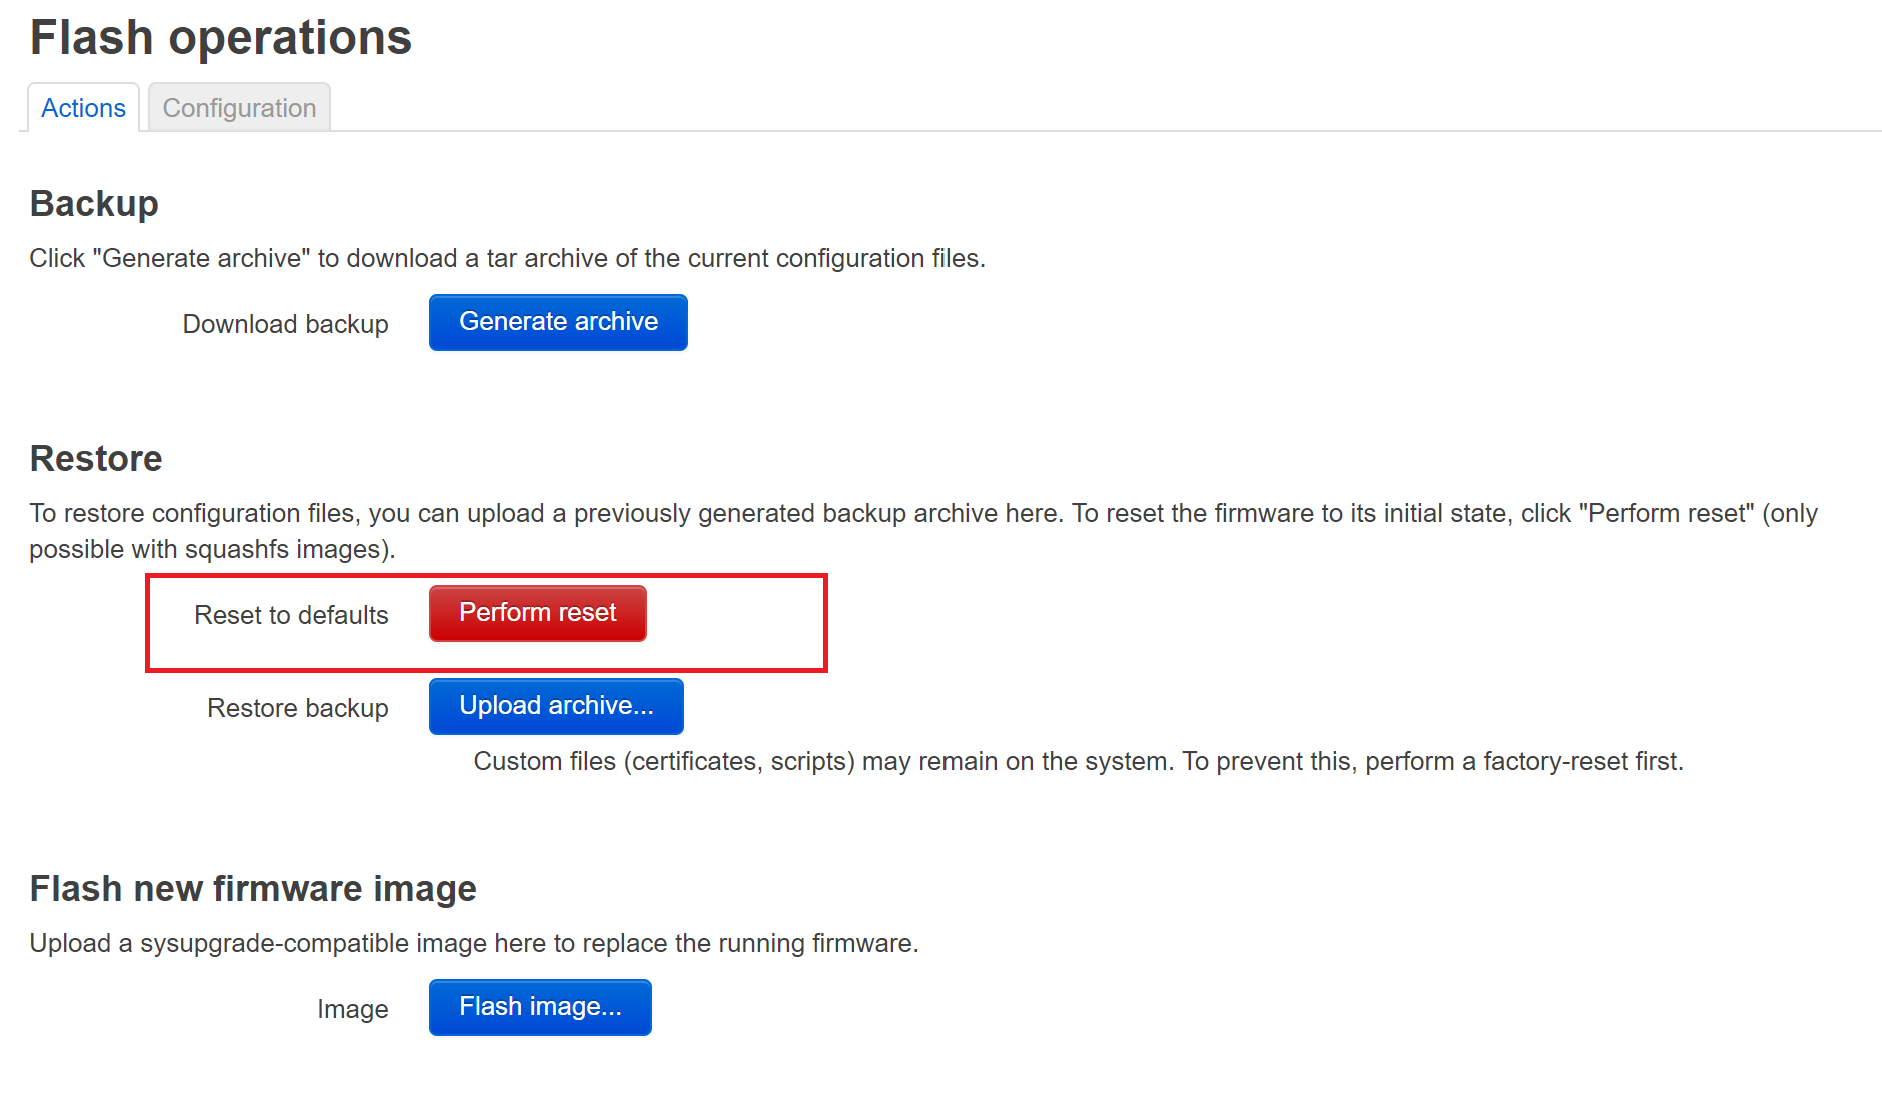 Flash operations
Actions
Configuration
Backup
Click "Generate archive" to download a tar archive of the current configuration files.
Download backup
Generate archive
Restore
To restore configuration files, you can upload a previously generated backup archive here. To reset the firmware to its initial state, click "Perform reset" (only
possible with squashfs images).
Reset to defaults
Perform reset
Restore backup
Upload archive...
Custom files (certificates, scripts) may remain on the system. To prevent this, perform a factory-reset first.
Flash new firmware image
Upload a sysupgrade-compatible image here to replace the running firmware.
Image
Flash image...